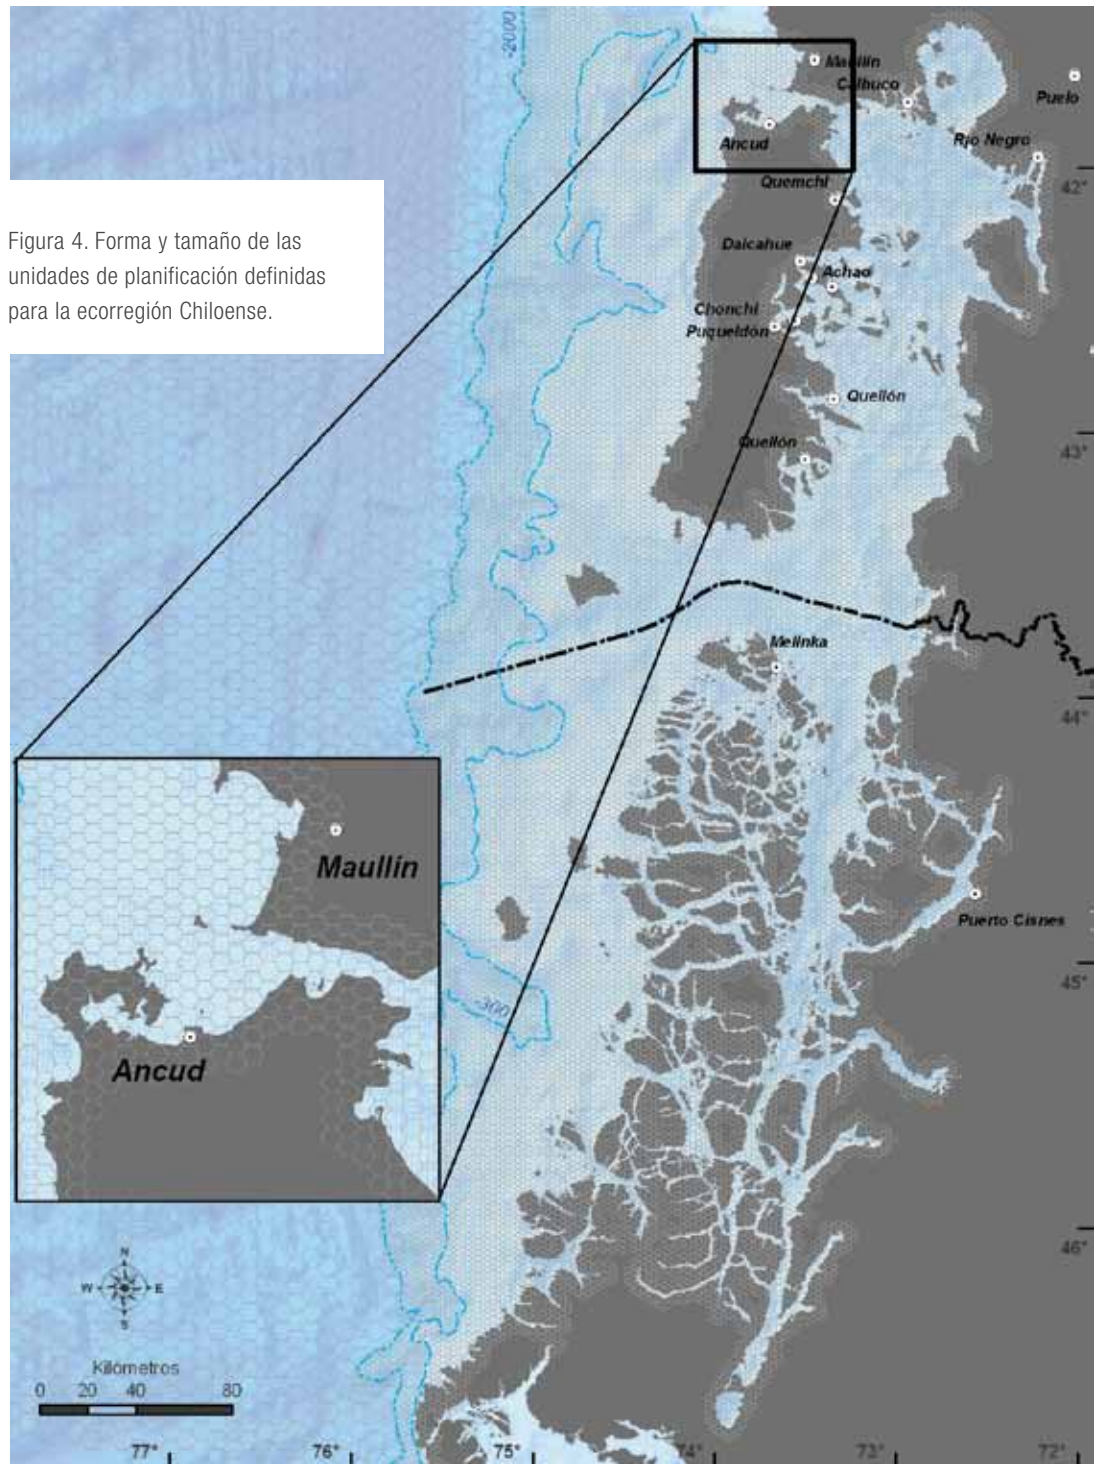 -2000
Maullín
Calbuco
Puelo
Ancud
Río Negro
42°
Quemchi
Figura 4. Forma y tamaño de las
unidades de planificación definidas
para la ecorregión Chiloense.
Dalcahue
Achao
Chonchi
Puqueldón
Quellón
Quellón
43°
Melinka
44°
Maullín
Puerto Cisnes
45°
-300
Ancud
46°
N
W E
S
Kilómetros
0 20 40 80
77° 76° 75° 74° 73° 72°